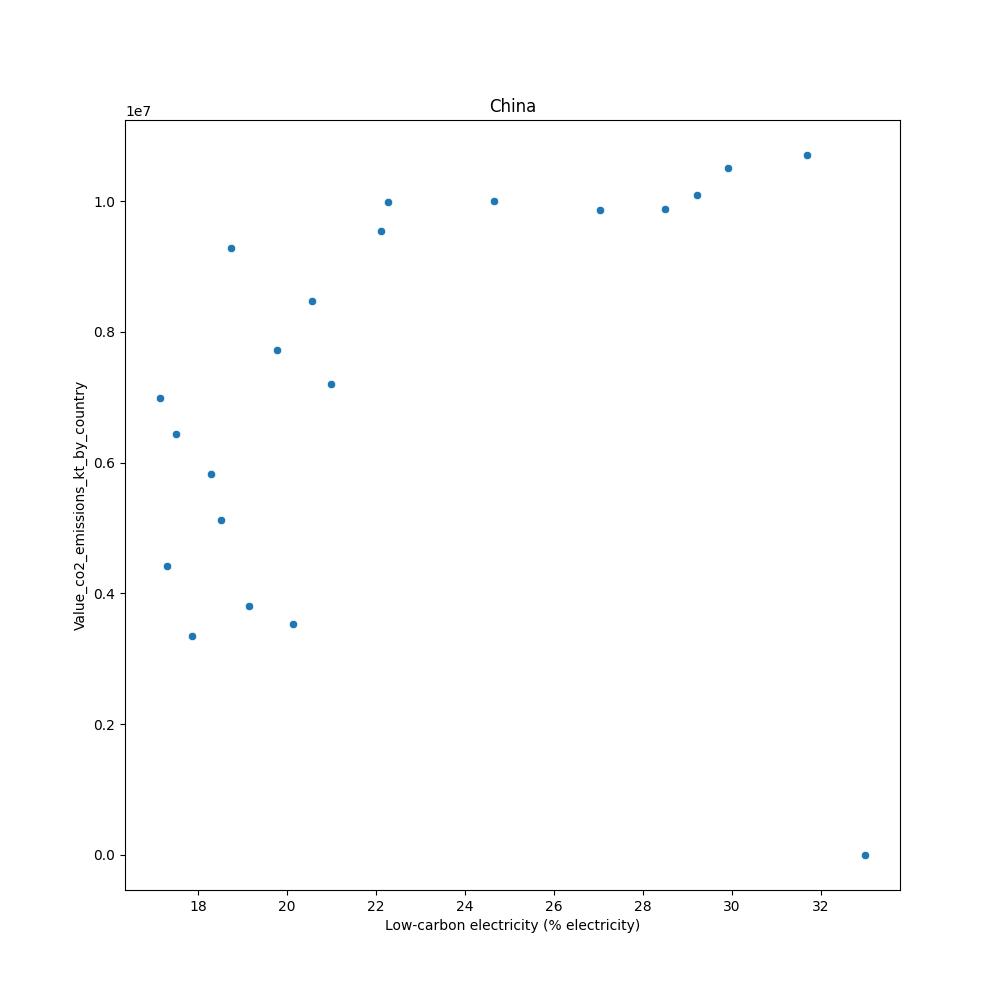 China
1e7
1.0
0.8
0.6
0.4
0.2
0.0
Value_co2_emissions_kt_by_country
18 20 22 24 26 28 30 32
Low-carbon electricity (% electricity)